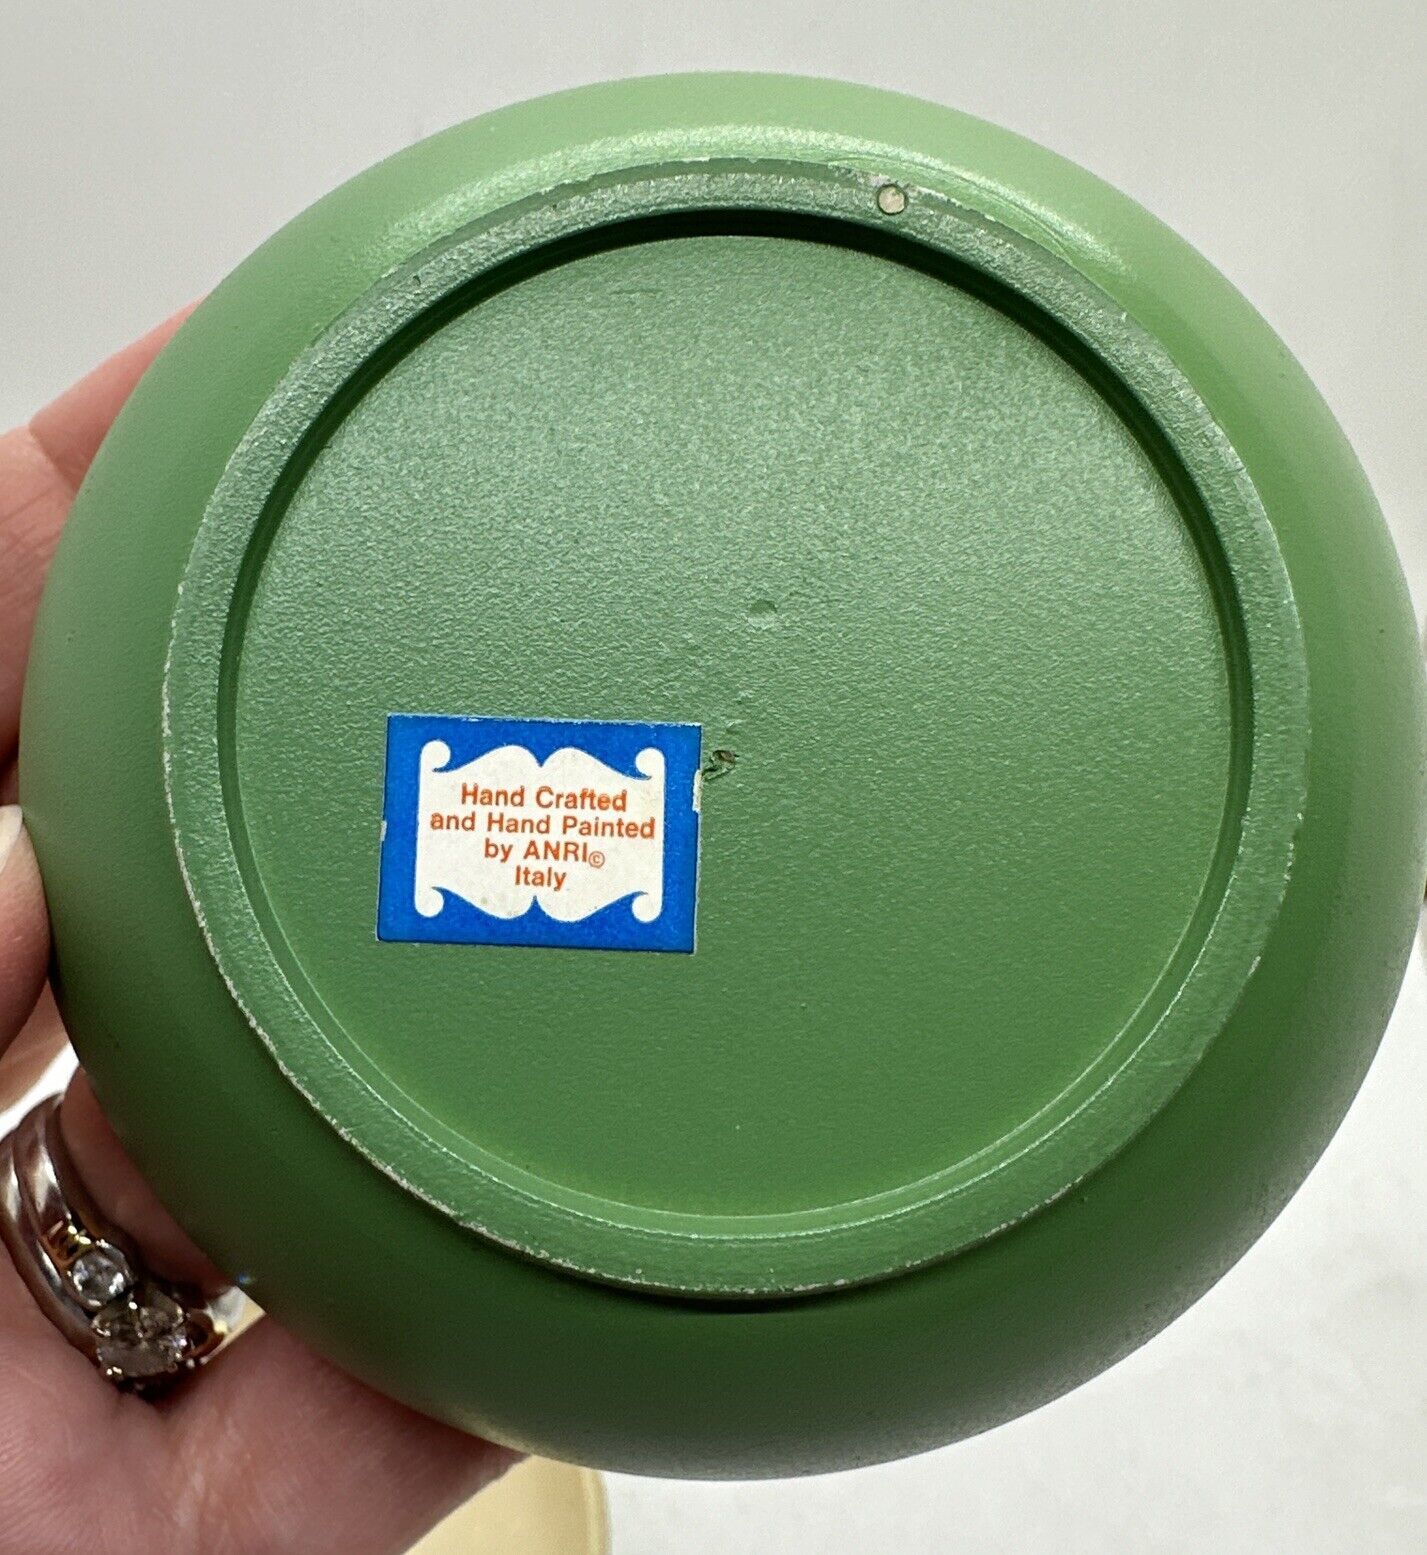 Hand Crafted
and Hand Painted
by ANRI©
Italy